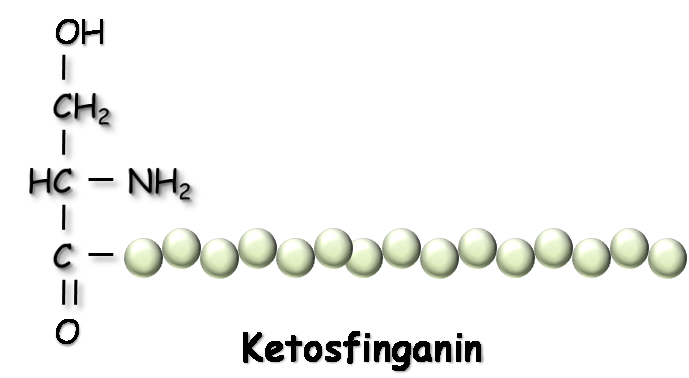 OH
CH₂
HC – NH₂
C –
O
Ketosfinganin